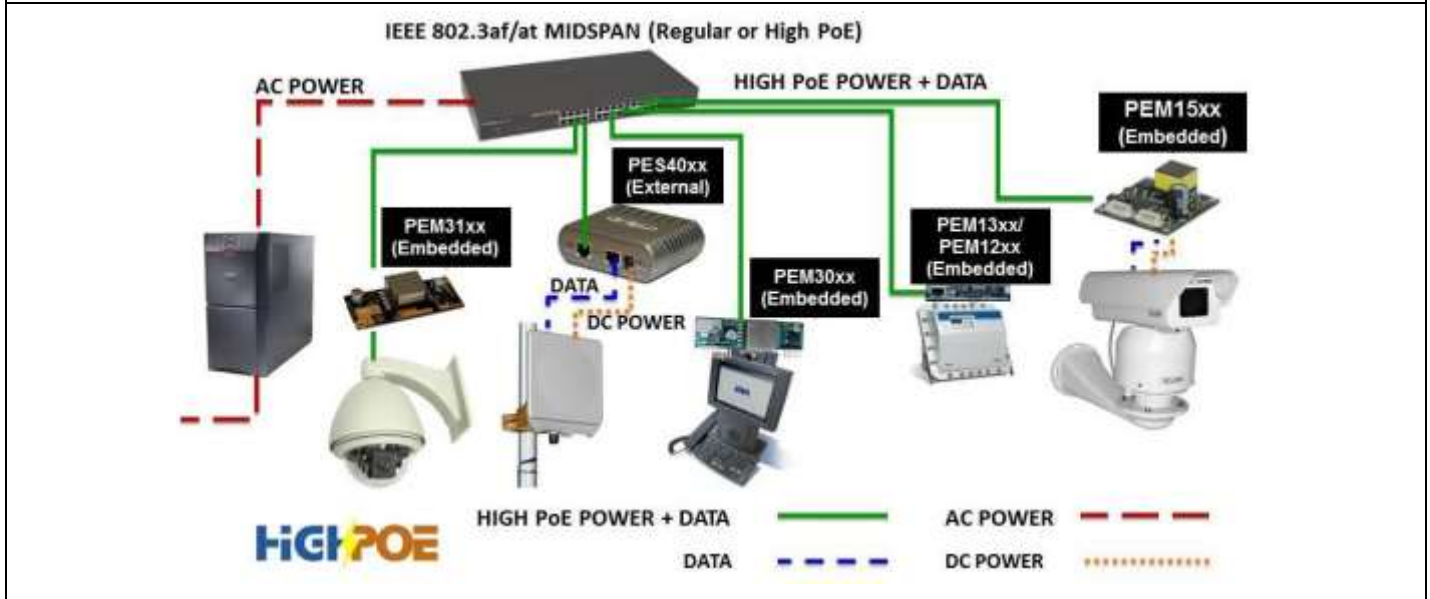 IEEE 802.3af/at MIDSPAN (Regular or High PoE)
AC POWER
HIGH PoE POWER + DATA
PEM15xx
(Embedded)
PES40xx
(External)
PEM31xx
(Embedded)
PEM13xx/
PEM12xx
(Embedded)
PEM30xx
(Embedded)
DATA
DC POWER
HIGH PoE POWER + DATA
AC POWER
HiGHPOE
DATA
DC POWER